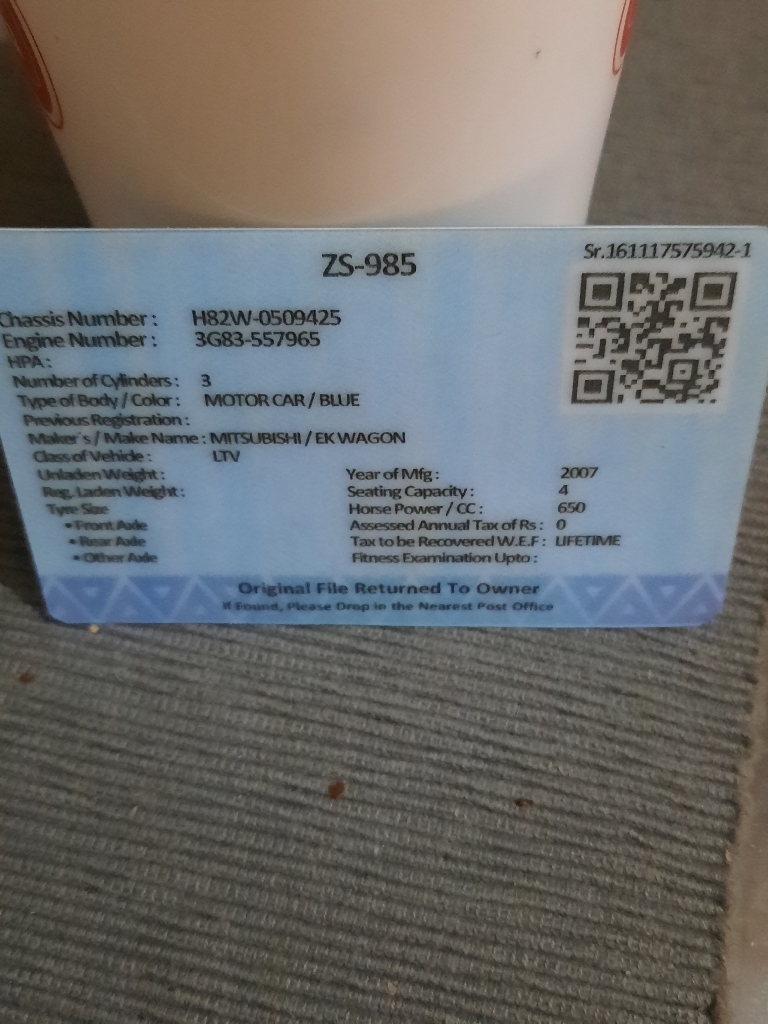 ZS-985
Sr.161117575942-1
Chassis Number : H82W-0509425
Engine Number : 3G83-557965
HPA :
Number of Cylinders : 3
Type of Body / Color : MOTOR CAR / BLUE
Previous Registration :
Maker's / Make Name : MITSUBISHI / EK WAGON
Class of Vehicle : LTV
Unladen Weight :
Reg. Laden Weight :
Tyre Size
• Front Axle
• Rear Axle
• Other Axle
Year of Mfg : 2007
Seating Capacity : 4
Horse Power / CC : 650
Assessed Annual Tax of Rs : 0
Tax to be Recovered W.E.F : LIFETIME
Fitness Examination Upto :
Original File Returned To Owner
If Found, Please Drop in the Nearest Post Office